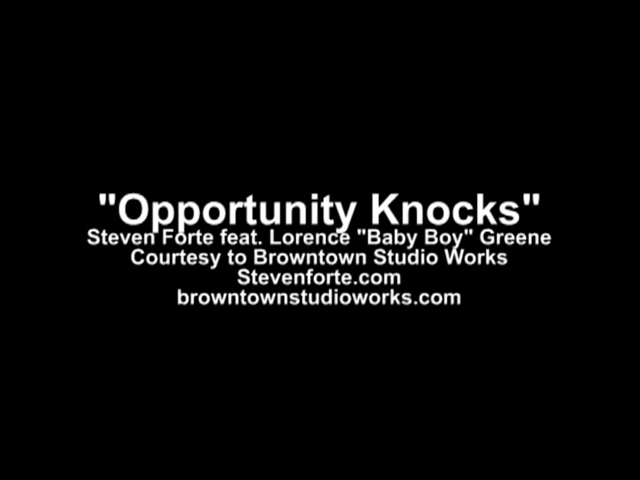 "Opportunity Knocks"
Steven Forte feat. Lorence "Baby Boy" Greene
Courtesy to Browntown Studio Works
Stevenforte.com
browntownstudioworks.com